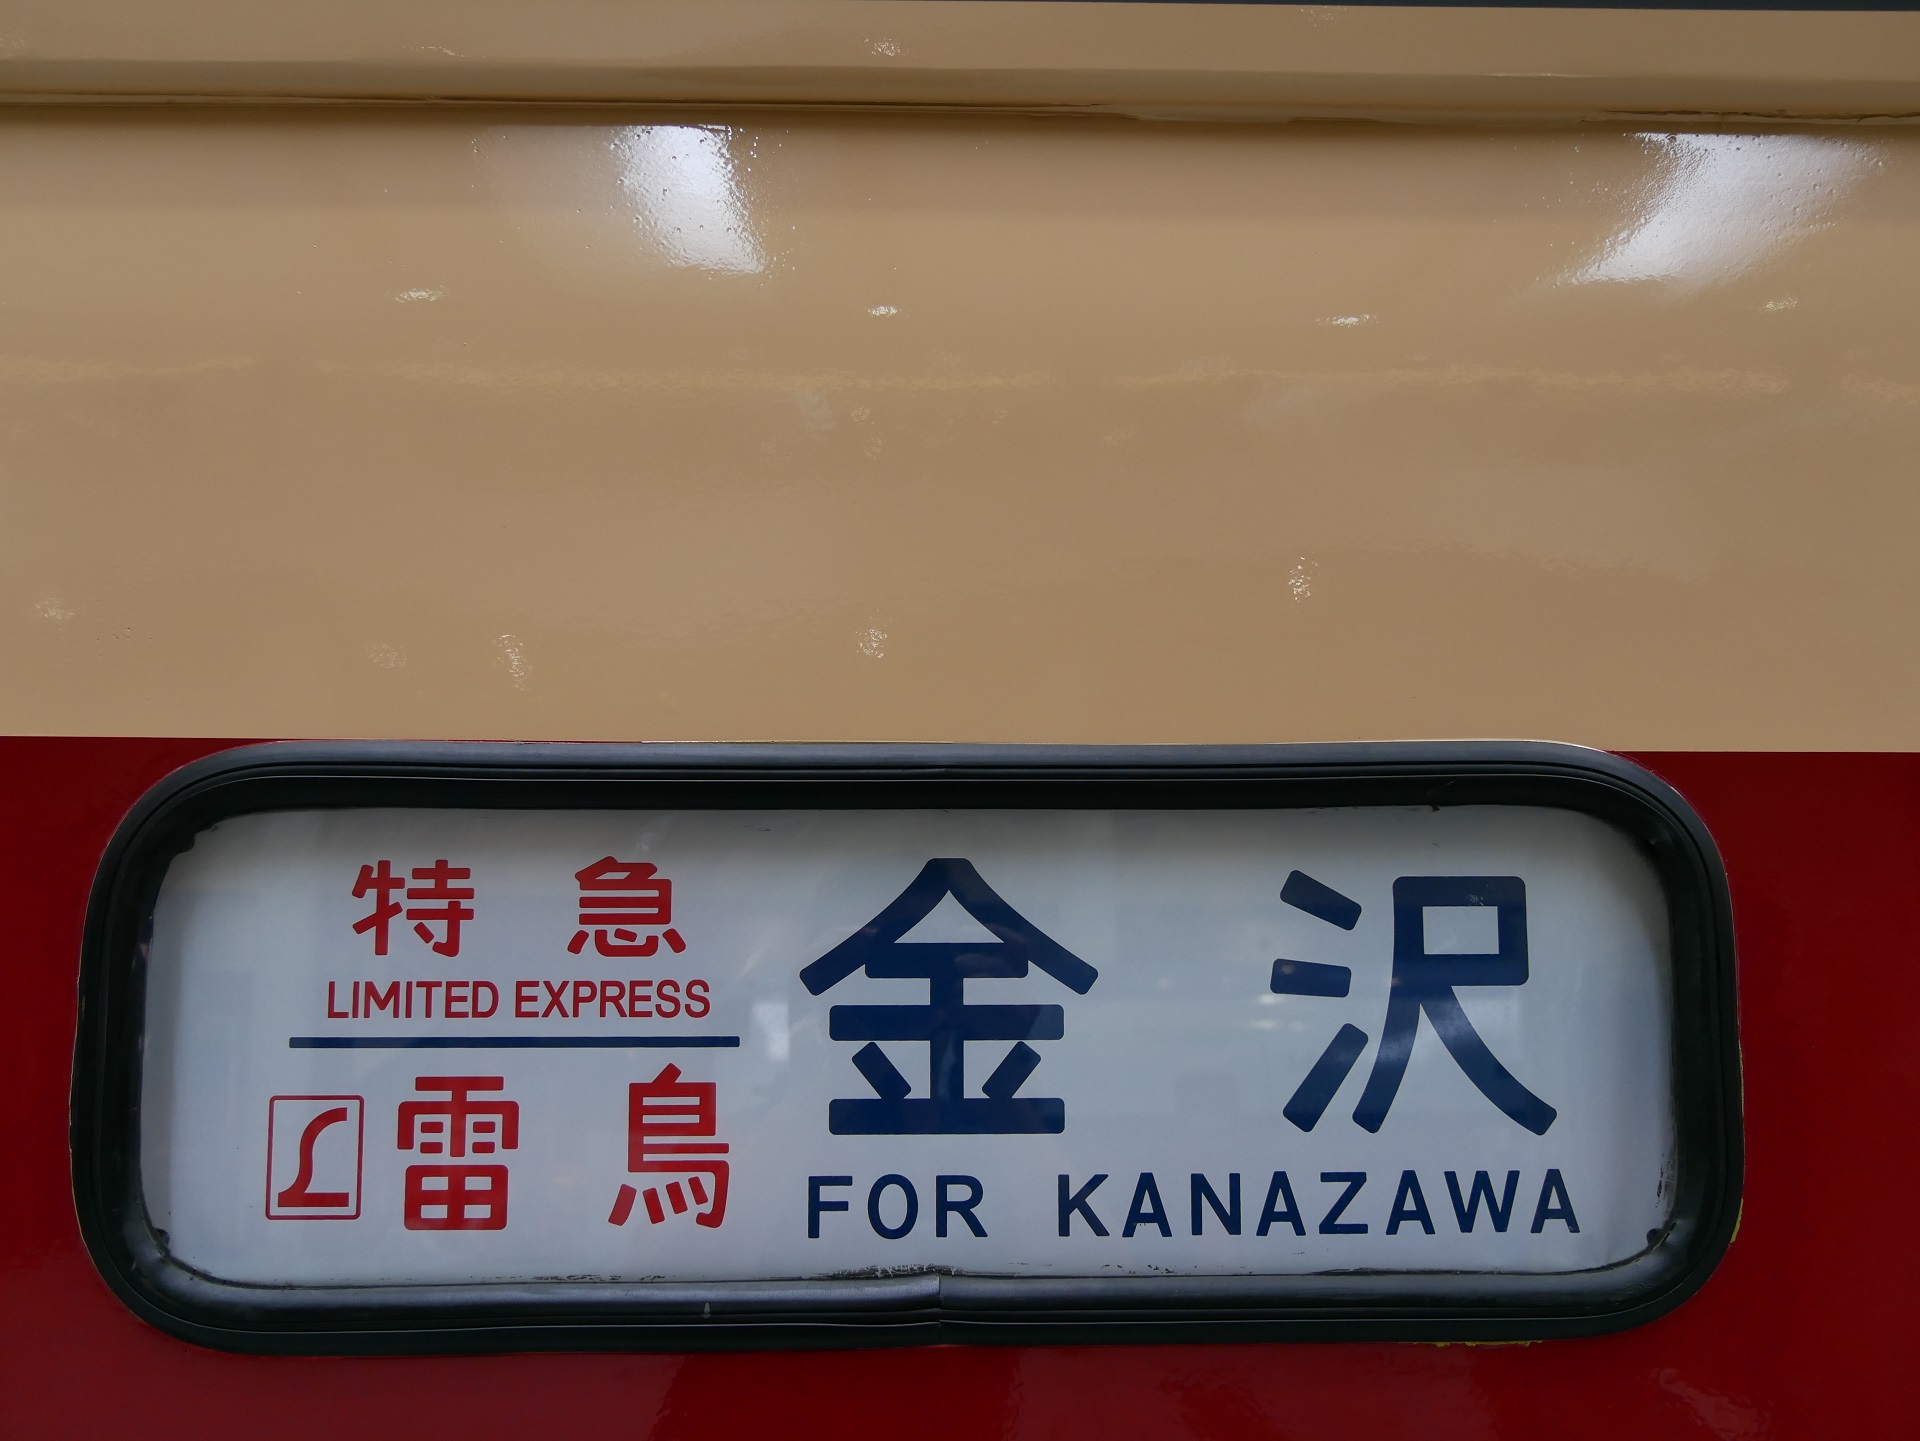 特急
LIMITED EXPRESS
雷鳥
金沢
FOR KANAZAWA